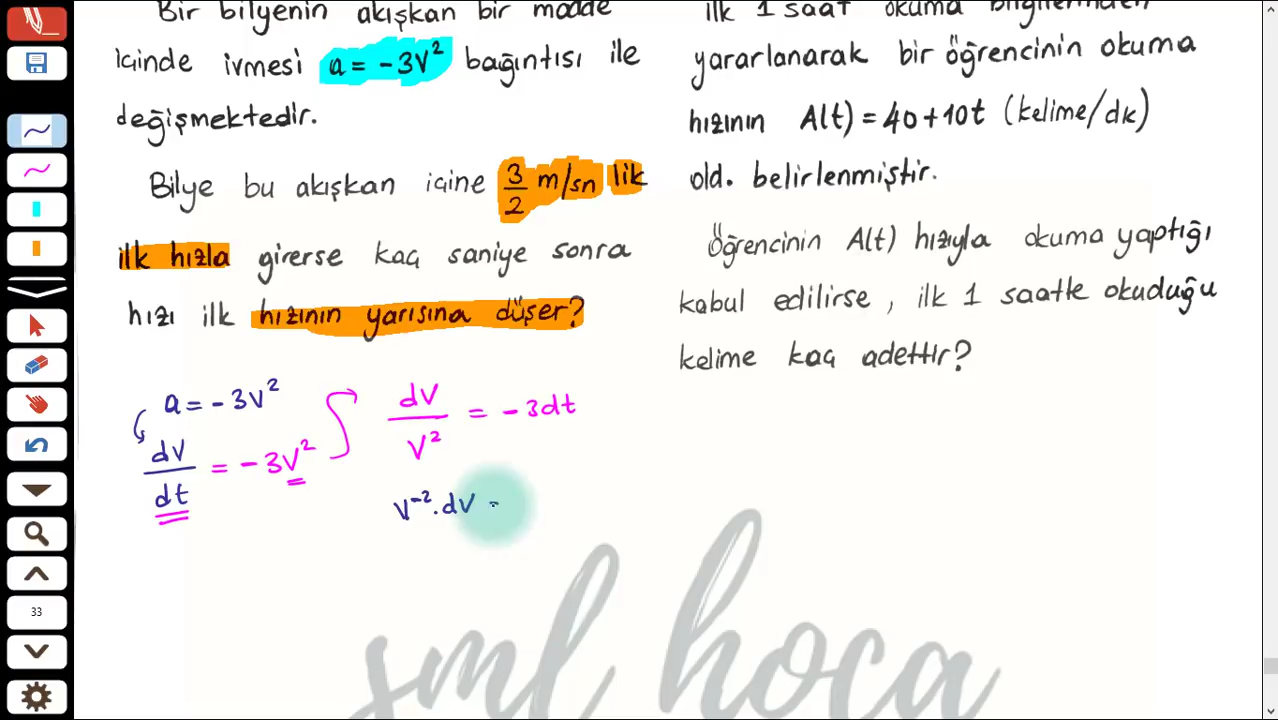 Bir bilyenin akışkan bir madde
içinde ivmesi a = -3V² bağıntısı ile
değişmektedir.
Bilye bu akışkan içine 3/2 m/sn lik
ilk hızla girerse kaç saniye sonra
hızı ilk hızının yarısına düşer?
a = -3V²
dV/dt = -3V²
dV/V² = -3dt
V⁻².dV =
ilk 1 saat okuma bilgilerinden
yararlanarak bir öğrencinin okuma
hızının A(t) = 40+10t (kelime/dk)
old. belirlenmiştir.
Öğrencinin A(t) hızıyla okuma yaptığı
kabul edilirse, ilk 1 saatte okuduğu
kelime kaç adettir?
33
sml hoca